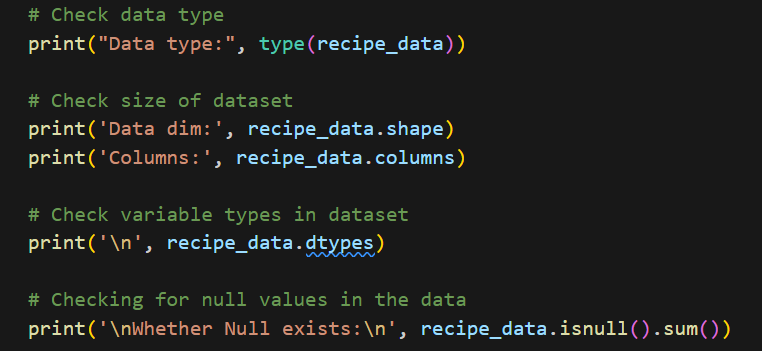 # Check data type
print("Data type:", type(recipe_data))
# Check size of dataset
print('Data dim:', recipe_data.shape)
print('Columns:', recipe_data.columns)
# Check variable types in dataset
print('\n', recipe_data.dtypes)
# Checking for null values in the data
print('\nWhether Null exists:\n', recipe_data.isnull().sum())